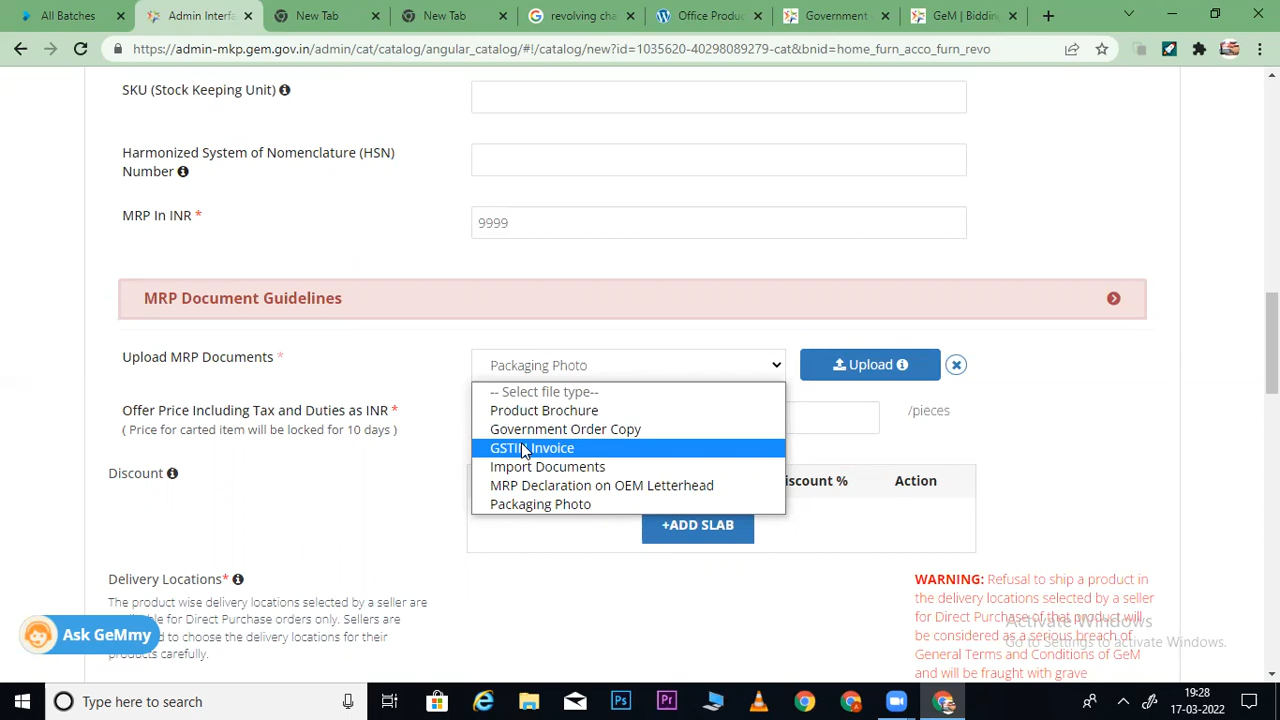 All Batches
Admin Interfa
New Tab
New Tab
revolving cha
Office Produc
Government
GeM | Bidding
https://admin-mkp.gem.gov.in/admin/cat/catalog/angular_catalog/#!/catalog/new?id=1035620-40298089279-cat&bnid=home_furn_acco_furn_revo
SKU (Stock Keeping Unit)
Harmonized System of Nomenclature (HSN)
Number
MRP In INR *
9999
MRP Document Guidelines
Upload MRP Documents *
Packaging Photo
Upload
-- Select file type--
Product Brochure
Government Order Copy
GSTIN Invoice
Import Documents
MRP Declaration on OEM Letterhead
Packaging Photo
Offer Price Including Tax and Duties as INR *
( Price for carted item will be locked for 10 days )
/pieces
Discount
iscount %
Action
+ADD SLAB
Delivery Locations*
The product wise delivery locations selected by a seller are
ble for Direct Purchase orders only. Sellers are
d to choose the delivery locations for their
products carefully.
Ask GeMmy
WARNING: Refusal to ship a product in
the delivery locations selected by a seller
for Direct Purchase of that product will
be considered as a serious breach of
General Terms and Conditions of GeM
and will be fraught with grave
Activate Windows
Go to Settings to activate Windows.
Type here to search
19:28
17-03-2022